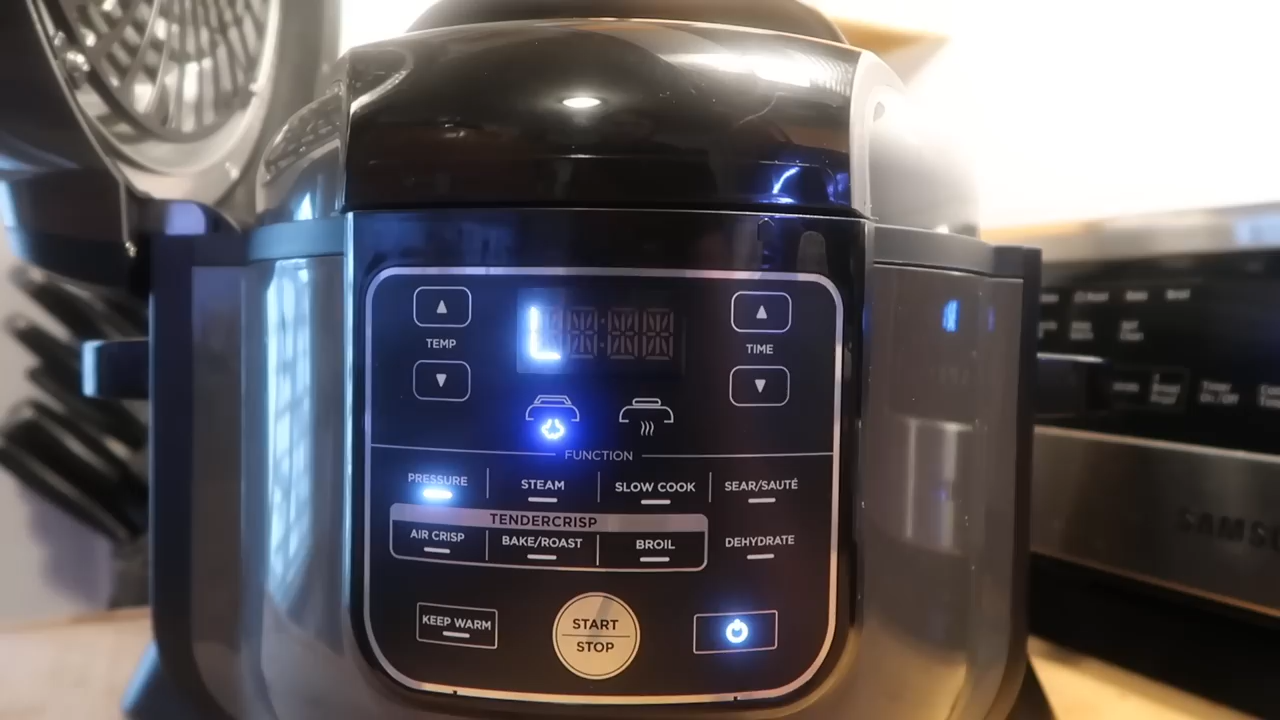 L
TEMP
TIME
FUNCTION
PRESSURE STEAM SLOW COOK SEAR/SAUTÉ
TENDERCRISP
AIR CRISP BAKE/ROAST BROIL DEHYDRATE
KEEP WARM
START
STOP
SAMS